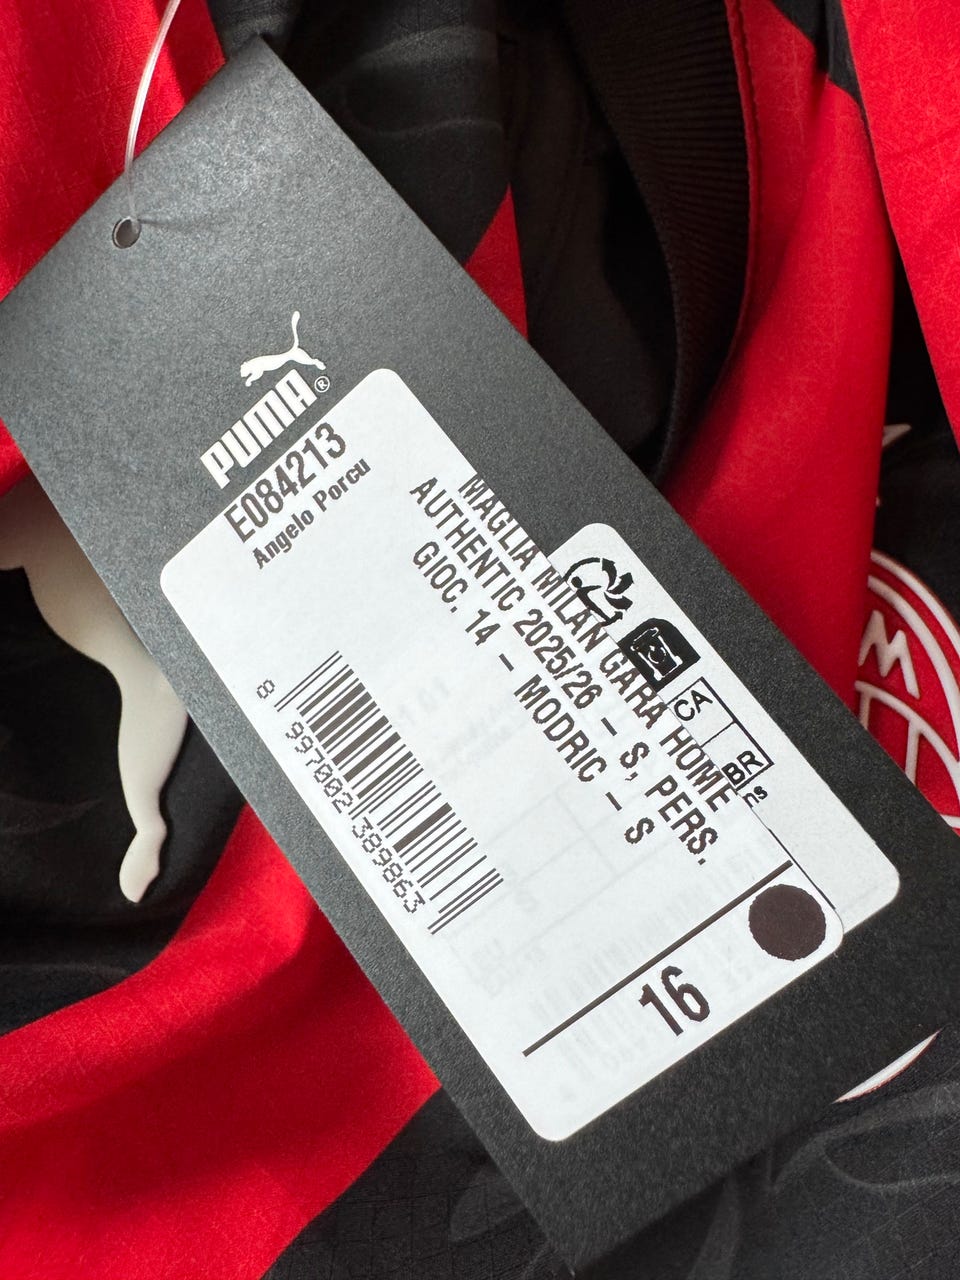 PUMA®
E084213
Angelo Porcu
MAGLIA MILAN GARA HOME
AUTHENTIC 2025/26 - S, PERS.
GIOC. 14 - MODRIC - S
CA
BR
8 997002 389863
16
M